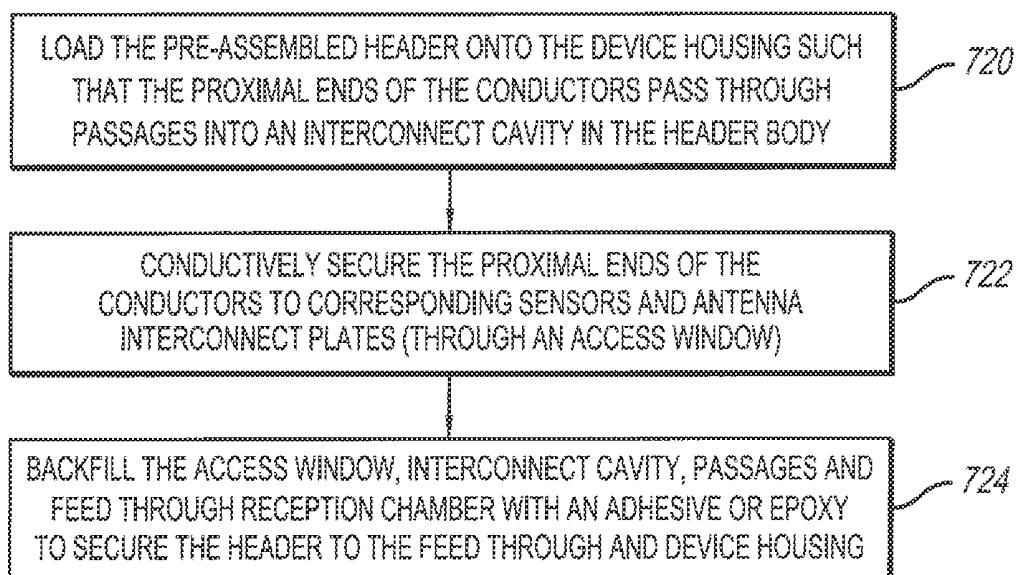 LOAD THE PRE-ASSEMBLED HEADER ONTO THE DEVICE HOUSING SUCH
THAT THE PROXIMAL ENDS OF THE CONDUCTORS PASS THROUGH
PASSAGES INTO AN INTERCONNECT CAVITY IN THE HEADER BODY
720
CONDUCTIVELY SECURE THE PROXIMAL ENDS OF THE
CONDUCTORS TO CORRESPONDING SENSORS AND ANTENNA
INTERCONNECT PLATES (THROUGH AN ACCESS WINDOW)
722
BACKFILL THE ACCESS WINDOW, INTERCONNECT CAVITY, PASSAGES AND
FEED THROUGH RECEPTION CHAMBER WITH AN ADHESIVE OR EPOXY
TO SECURE THE HEADER TO THE FEED THROUGH AND DEVICE HOUSING
724